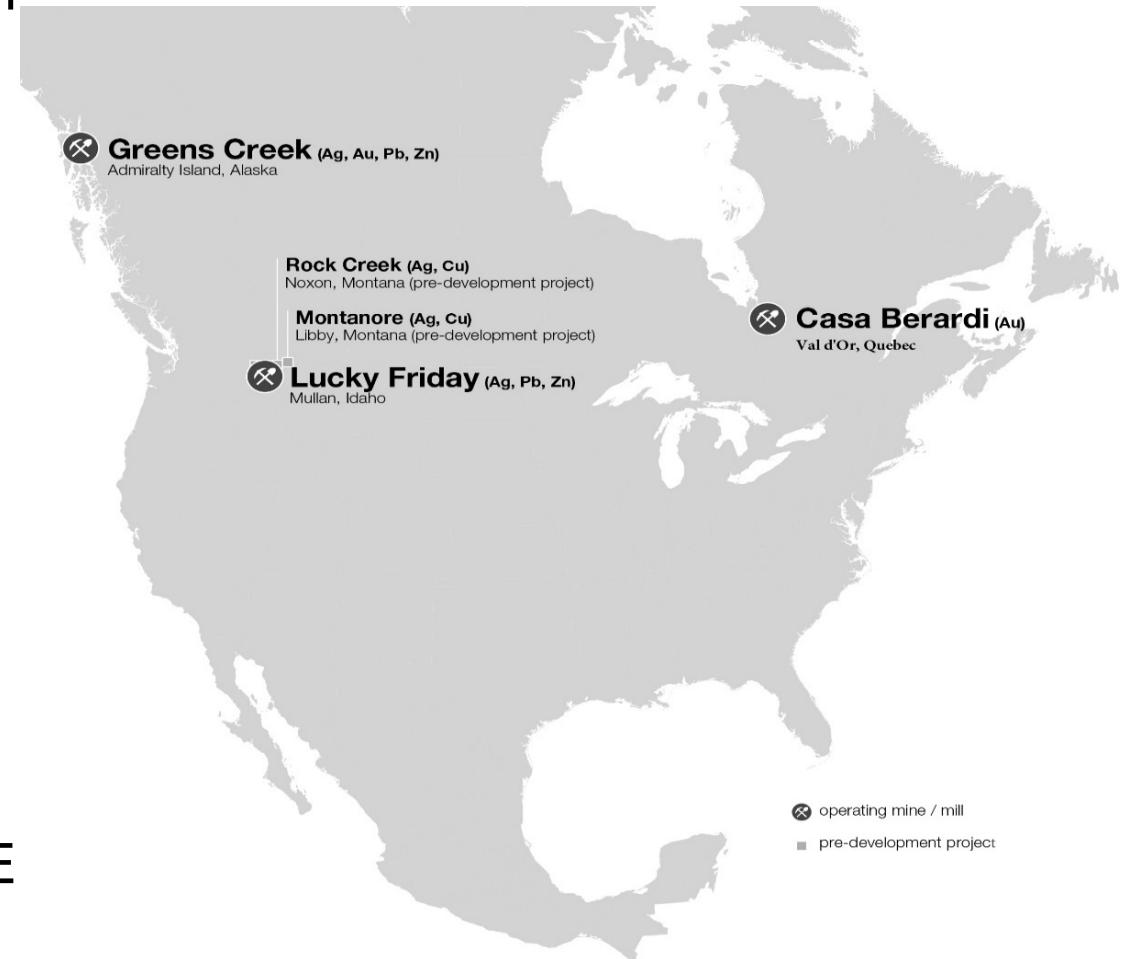 Greens Creek (Ag, Au, Pb, Zn)
Admiralty Island, Alaska
Rock Creek (Ag, Cu)
Noxon, Montana (pre-development project)
Montanore (Ag, Cu)
Libby, Montana (pre-development project)
Lucky Friday (Ag, Pb, Zn)
Mullan, Idaho
Casa Berardi (Au)
Val d'Or, Quebec
operating mine / mill
pre-development project
E